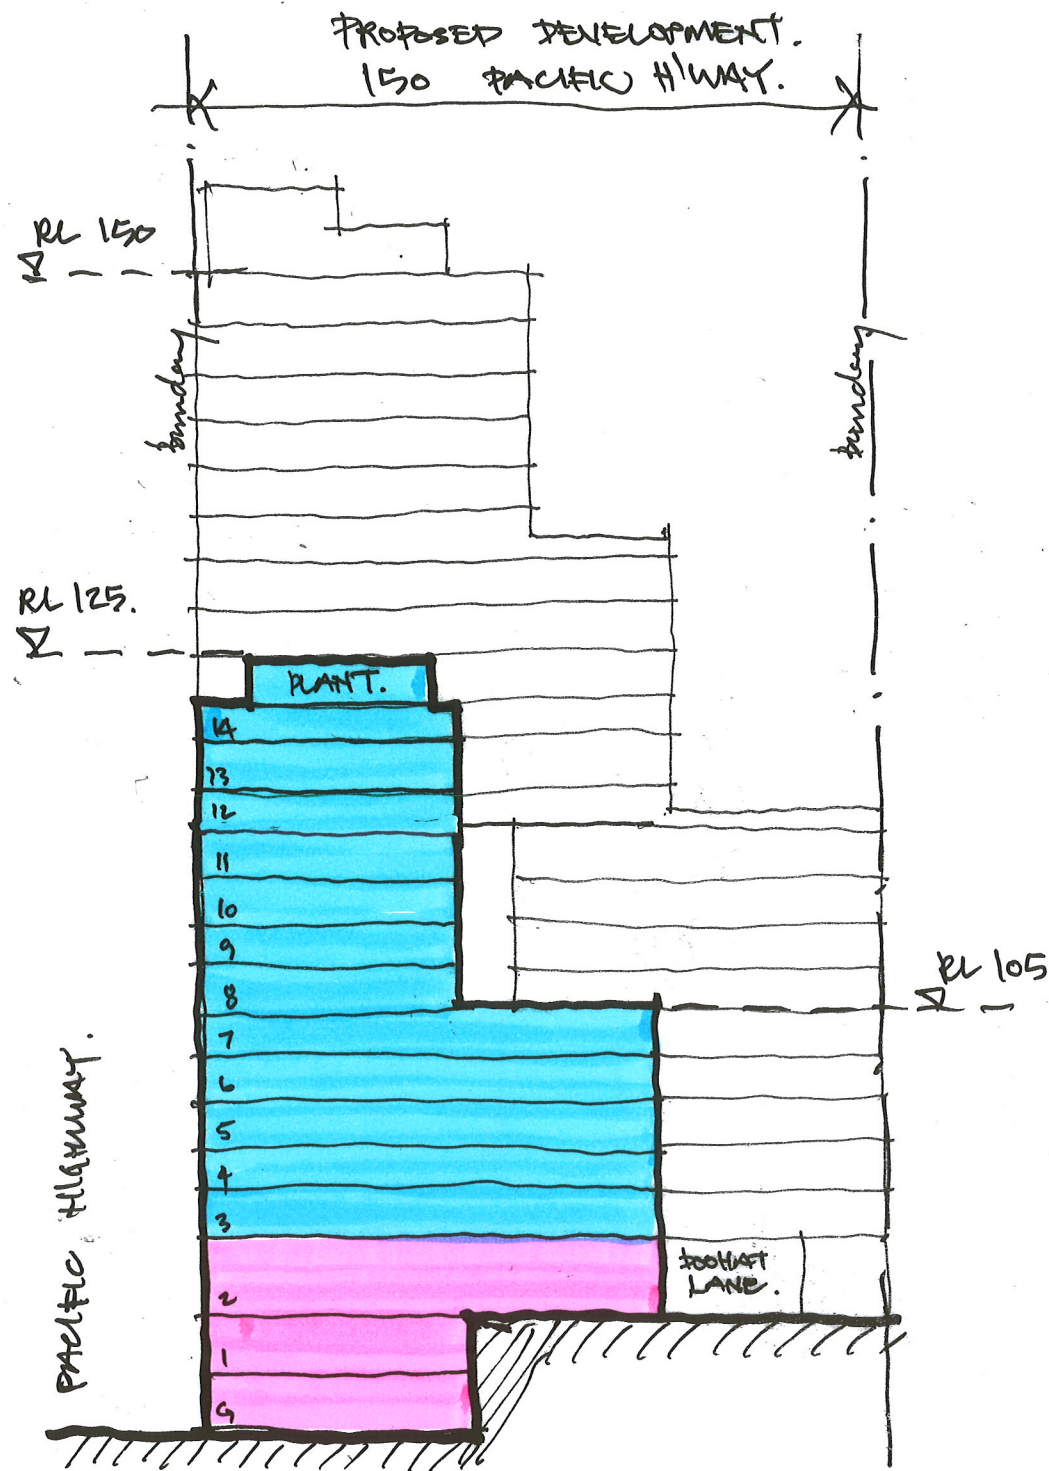 PROPOSED DEVELOPMENT.
150 PACIFIC H'WAY.
RL 150
boundary
boundary
RL 125.
PLANT.
14
13
12
11
10
9
8
RL 105
7
6
5
4
3
PACIFIC HIGHWAY.
DOOHAT
LANE.
2
1
G